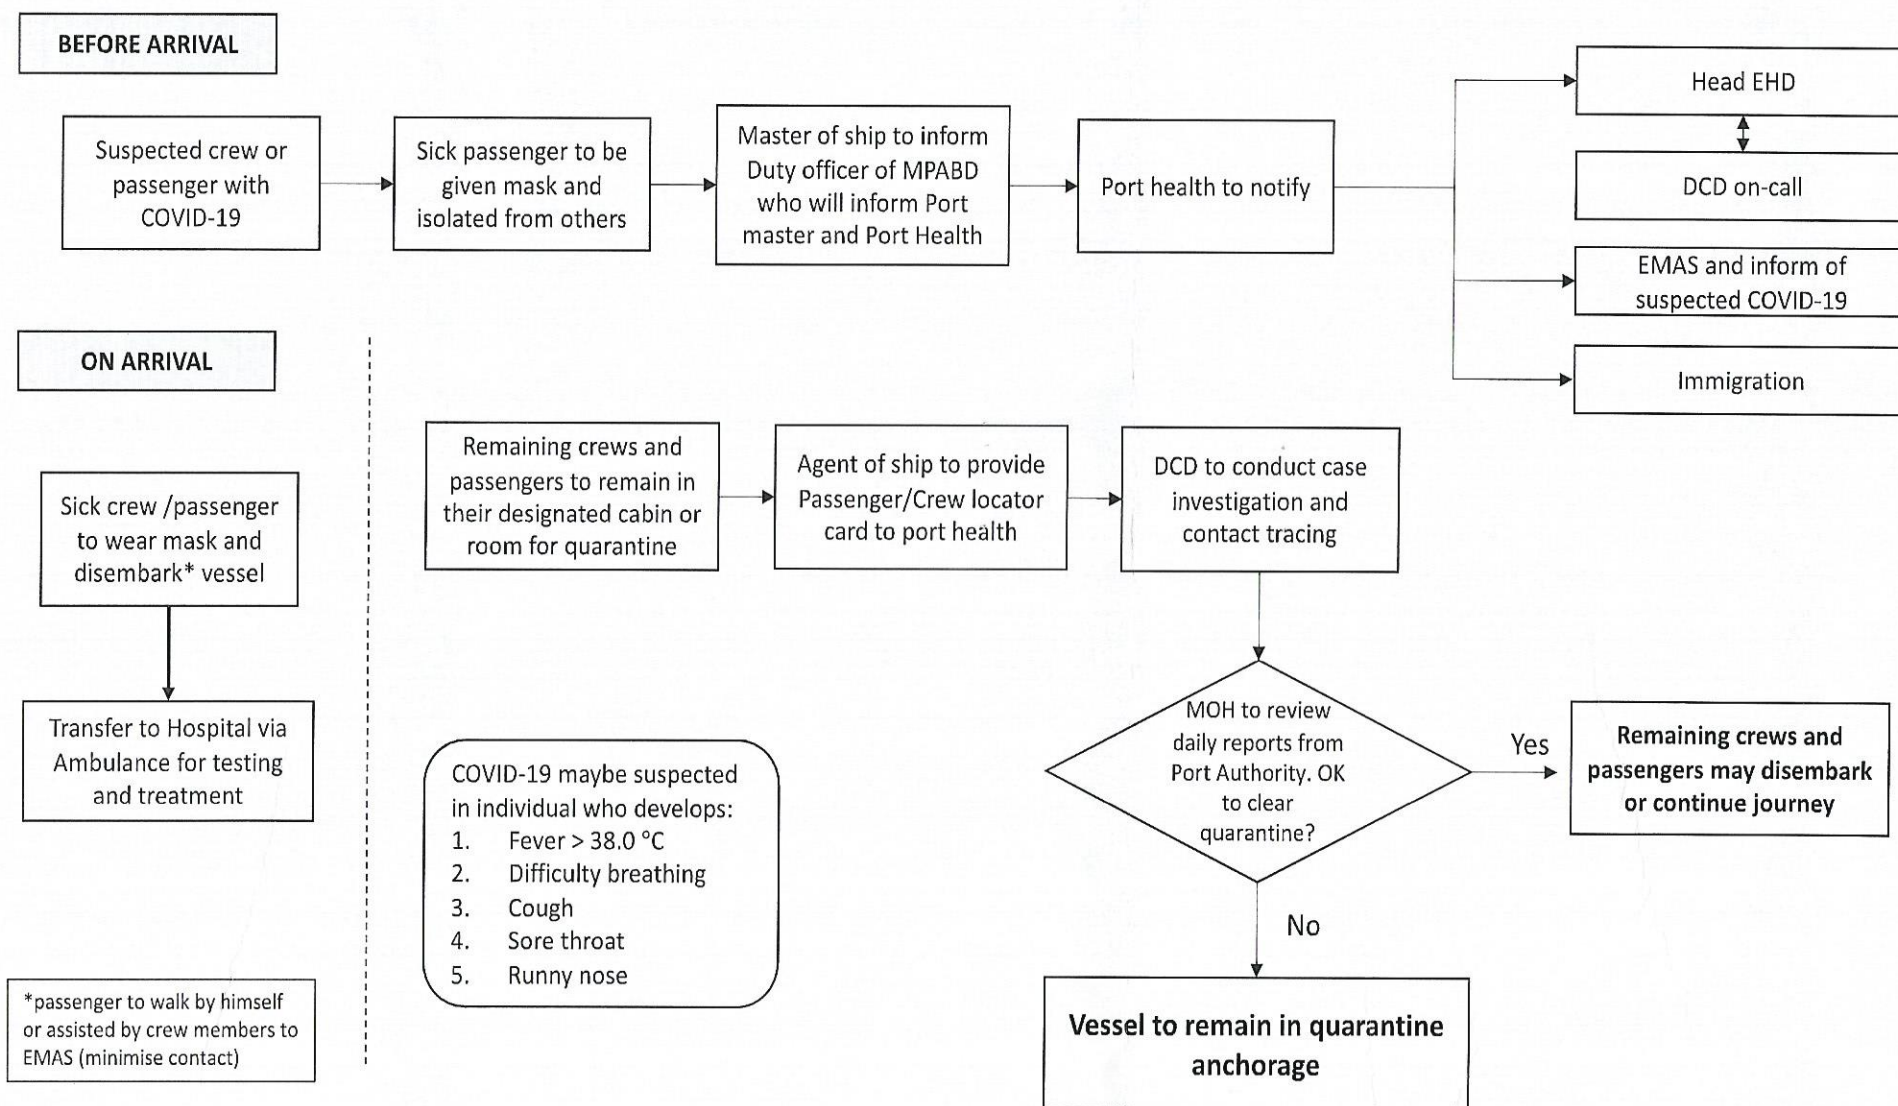 BEFORE ARRIVAL
Suspected crew or
passenger with
COVID-19
Sick passenger to be
given mask and
isolated from others
Master of ship to inform
Duty officer of MPABD
who will inform Port
master and Port Health
Port health to notify
Head EHD
DCD on-call
EMAS and inform of
suspected COVID-19
Immigration
ON ARRIVAL
Sick crew /passenger
to wear mask and
disembark* vessel
Transfer to Hospital via
Ambulance for testing
and treatment
*passenger to walk by himself
or assisted by crew members to
EMAS (minimise contact)
Remaining crews and
passengers to remain in
their designated cabin or
room for quarantine
Agent of ship to provide
Passenger/Crew locator
card to port health
DCD to conduct case
investigation and
contact tracing
COVID-19 maybe suspected
in individual who develops:
1. Fever > 38.0 °C
2. Difficulty breathing
3. Cough
4. Sore throat
5. Runny nose
MOH to review
daily reports from
Port Authority. OK
to clear
quarantine?
Yes
Remaining crews and
passengers may disembark
or continue journey
No
Vessel to remain in quarantine
anchorage